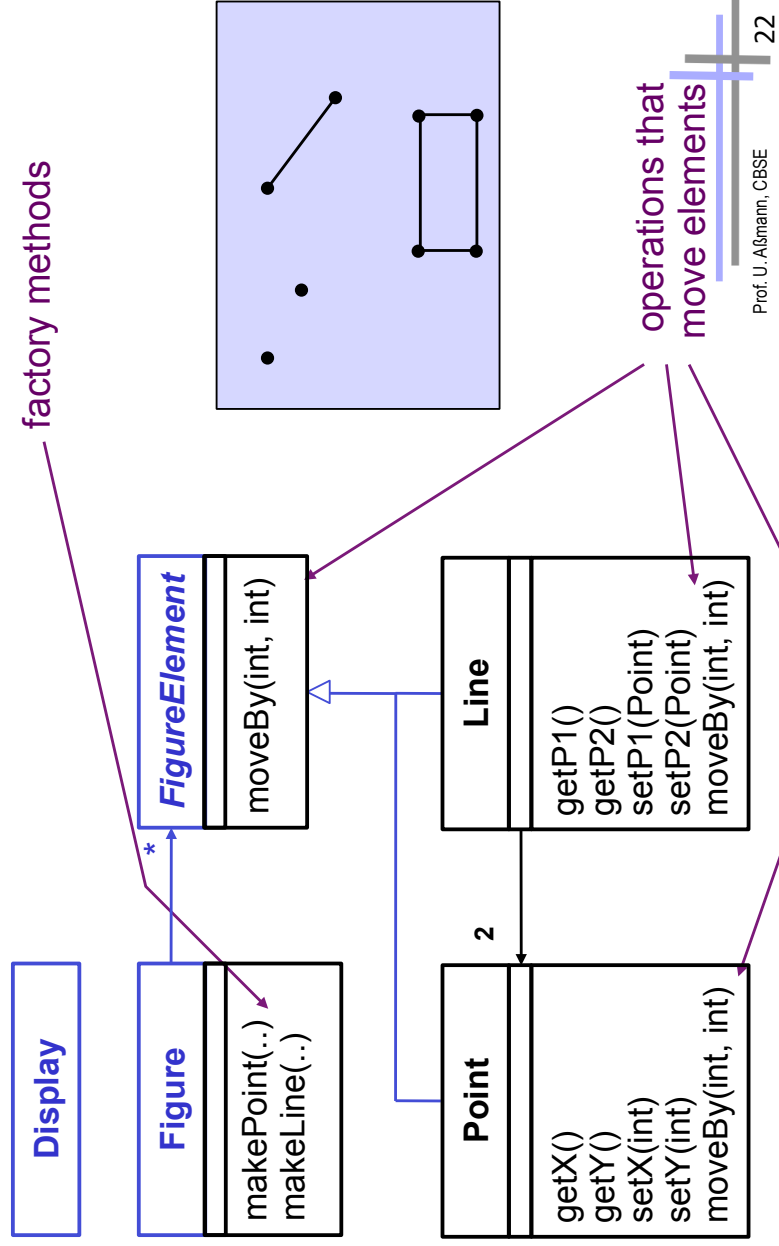 factory methods
Display
Figure
makePoint(..)
makeLine(..)
*
FigureElement
moveBy(int, int)
Point
getX()
getY()
setX(int)
setY(int)
moveBy(int, int)
2
Line
getP1()
getP2()
setP1(Point)
setP2(Point)
moveBy(int, int)
operations that
move elements
Prof. U. Aßmann, CBSE
22